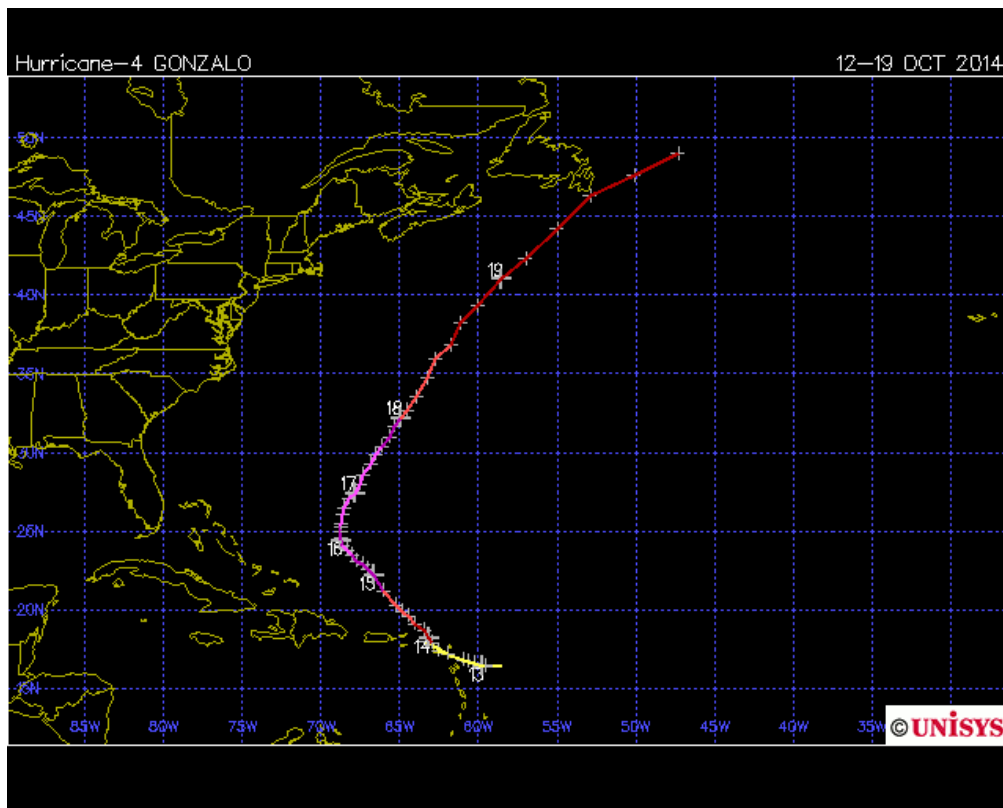 Hurricane-4 GONZALO 12-19 OCT 2014
50N
45N
19
40N
35N
18
30N
17
25N
16
15
20N
14
13
15N
85W 80W 75W 70W 65W 60W 55W 50W 45W 40W 35W
© UNISYS